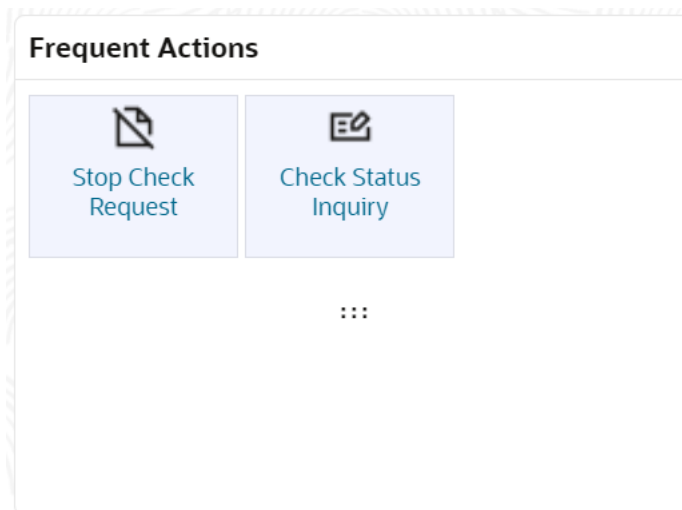 Frequent Actions
Stop Check
Request
Check Status
Inquiry